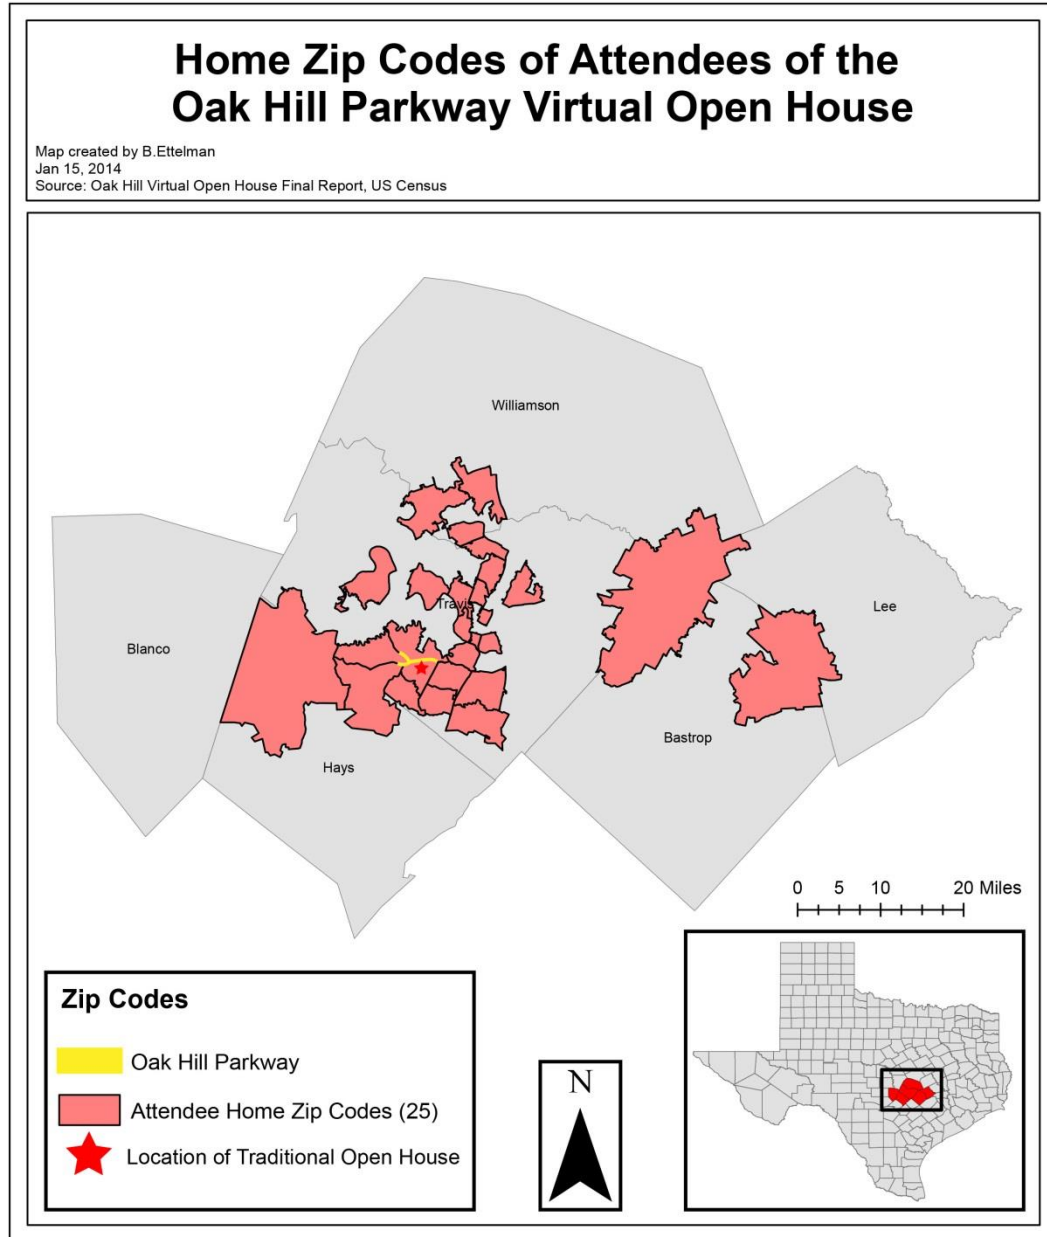 Home Zip Codes of Attendees of the
Oak Hill Parkway Virtual Open House
Map created by B.Ettelman
Jan 15, 2014
Source: Oak Hill Virtual Open House Final Report, US Census
Williamson
Travis
Lee
Blanco
Bastrop
Hays
0 5 10 20 Miles
Zip Codes
Oak Hill Parkway
Attendee Home Zip Codes (25)
Location of Traditional Open House
N